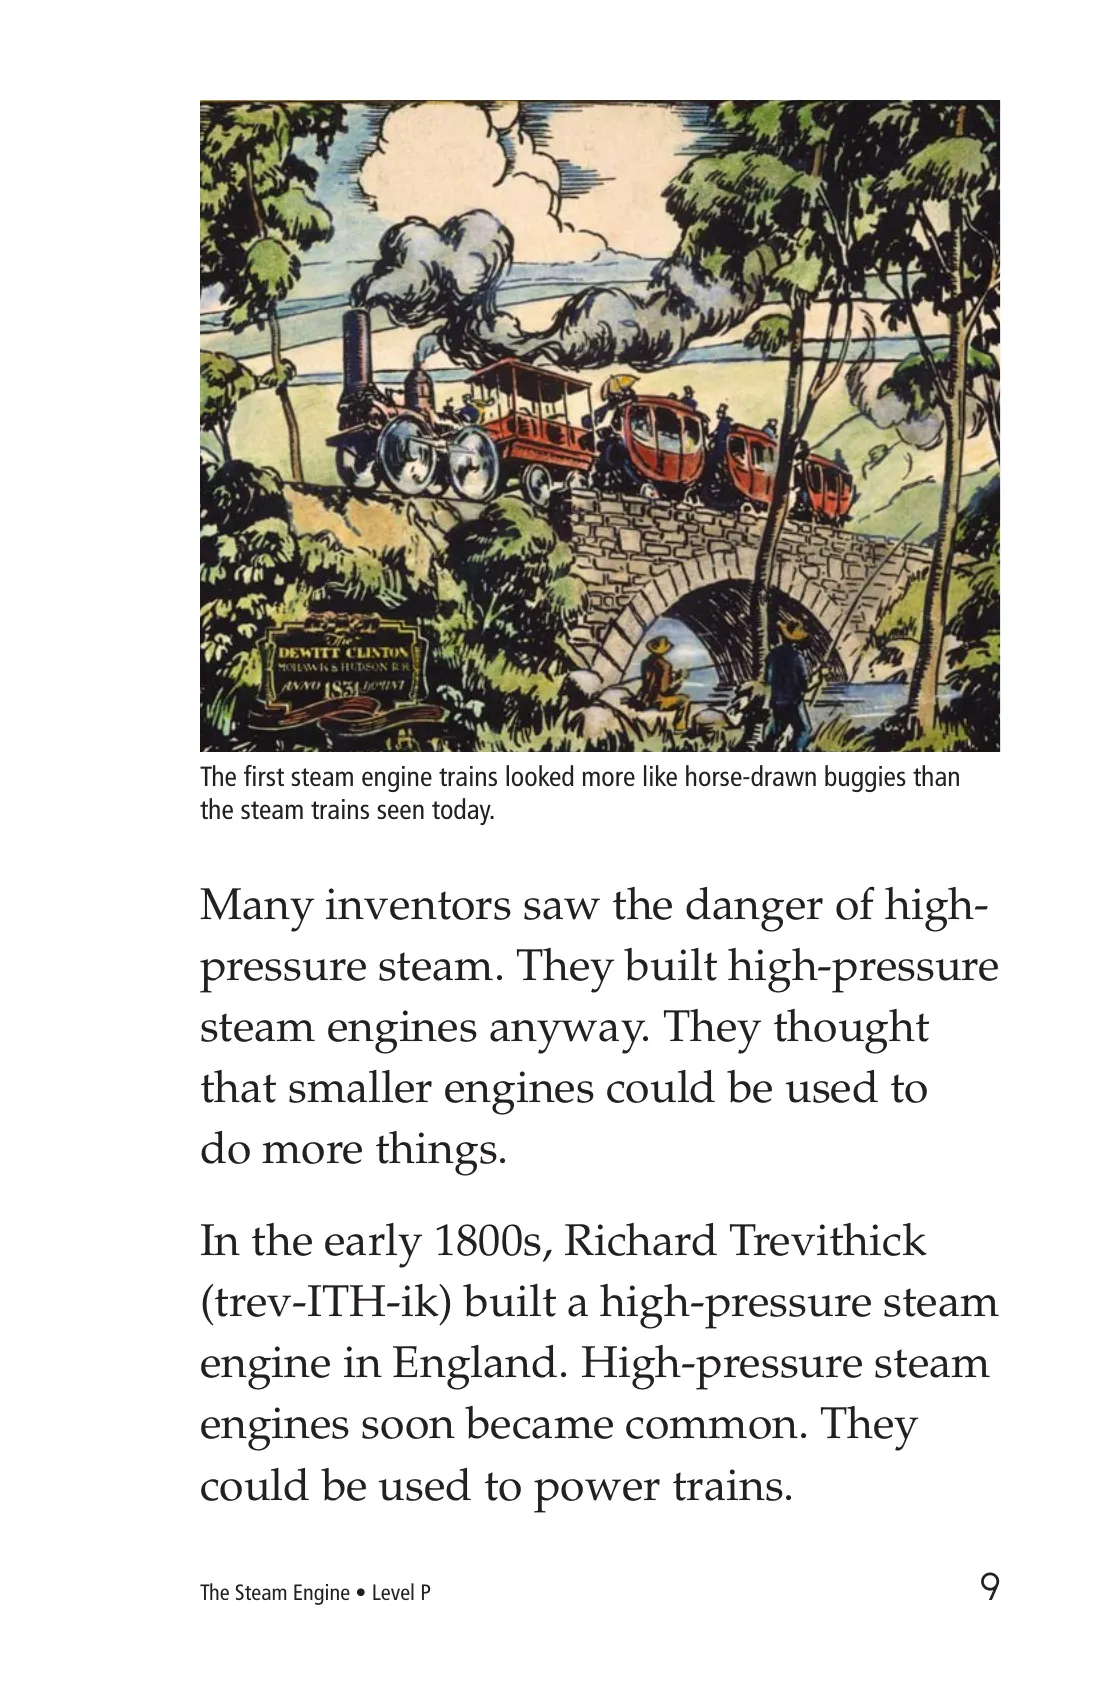 The
DEWITT CLINTON
MOHAWK & HUDSON R.R.
ANNO 1831 DOMINI
The first steam engine trains looked more like horse-drawn buggies than
the steam trains seen today.
Many inventors saw the danger of high-
pressure steam. They built high-pressure
steam engines anyway. They thought
that smaller engines could be used to
do more things.
In the early 1800s, Richard Trevithick
(trev-ITH-ik) built a high-pressure steam
engine in England. High-pressure steam
engines soon became common. They
could be used to power trains.
The Steam Engine • Level P
9